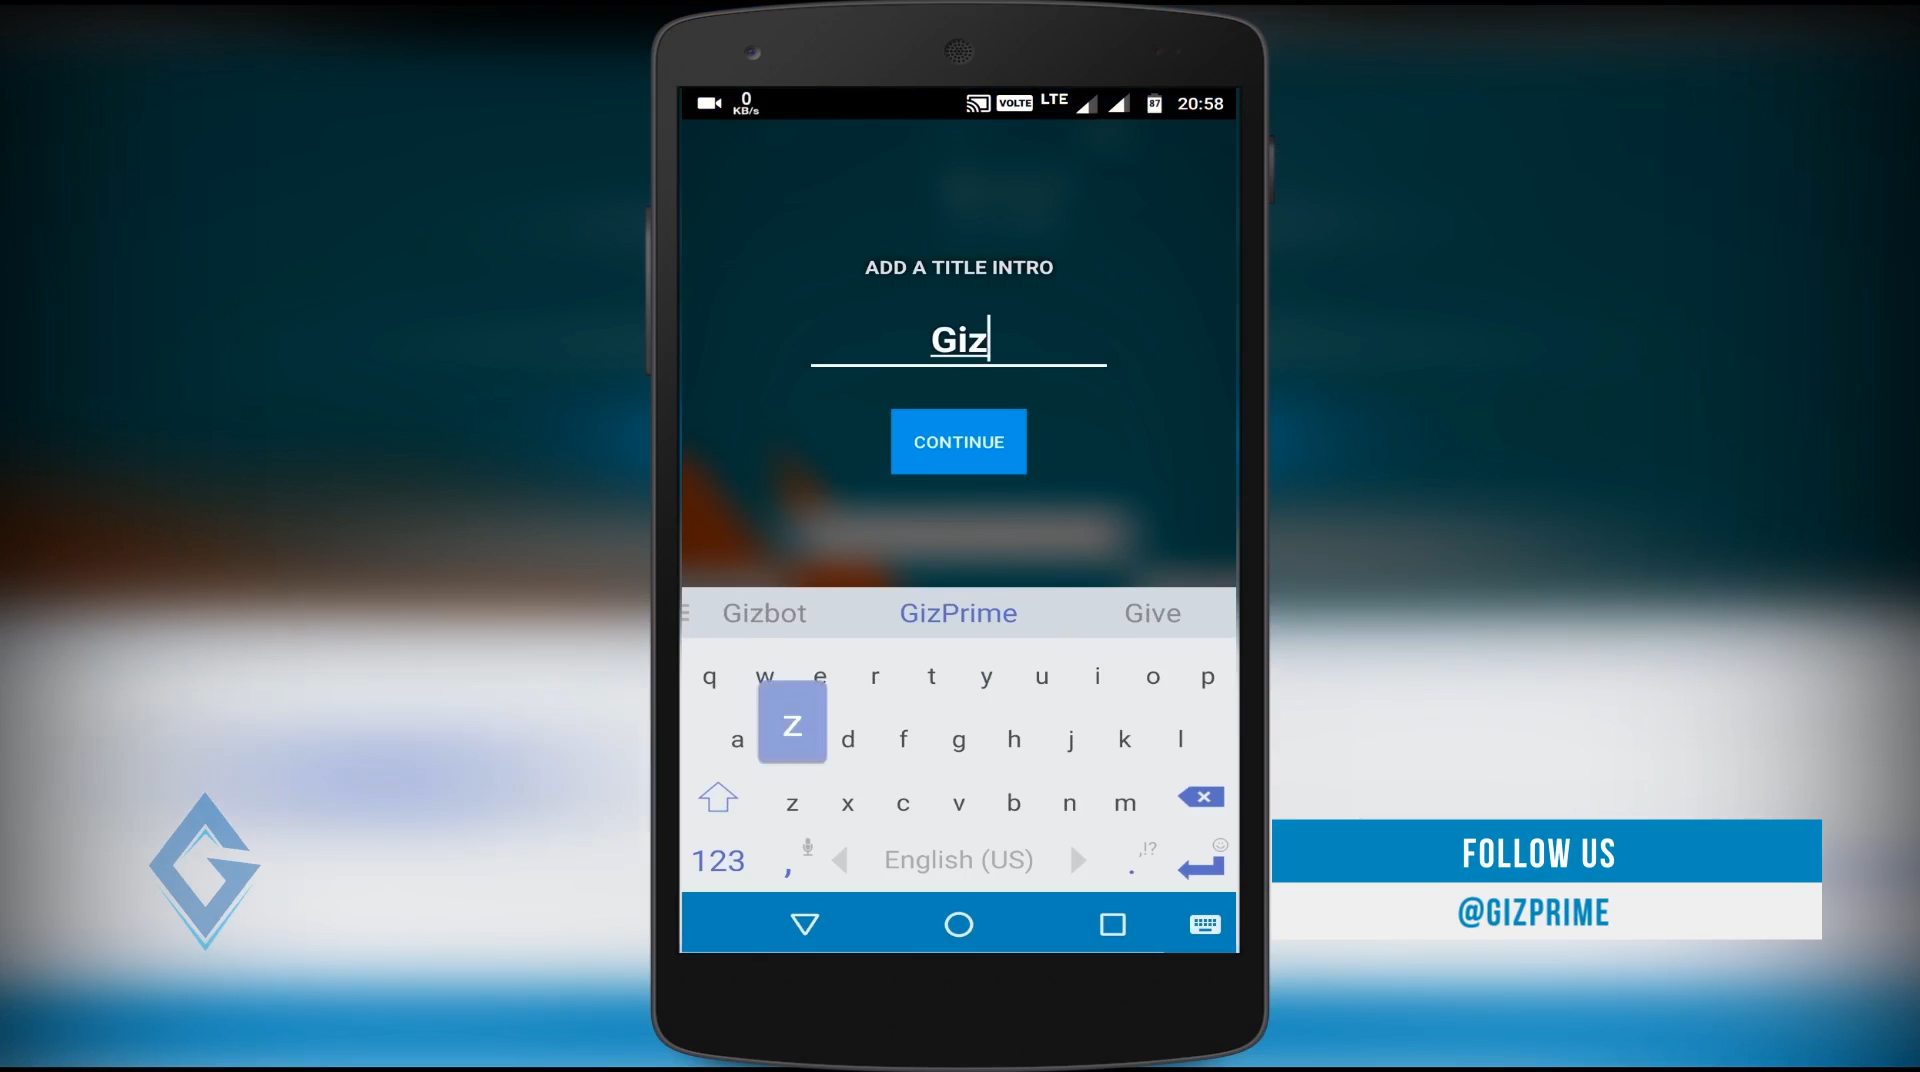 0
KB/s
VOLTE LTE 87 20:58
ADD A TITLE INTRO
Giz
CONTINUE
Gizbot GizPrime Give
q w e r t y u i o p
z
a d f g h j k l
z x c v b n m
123 , English (US) . ,!?
FOLLOW US
@GIZPRIME